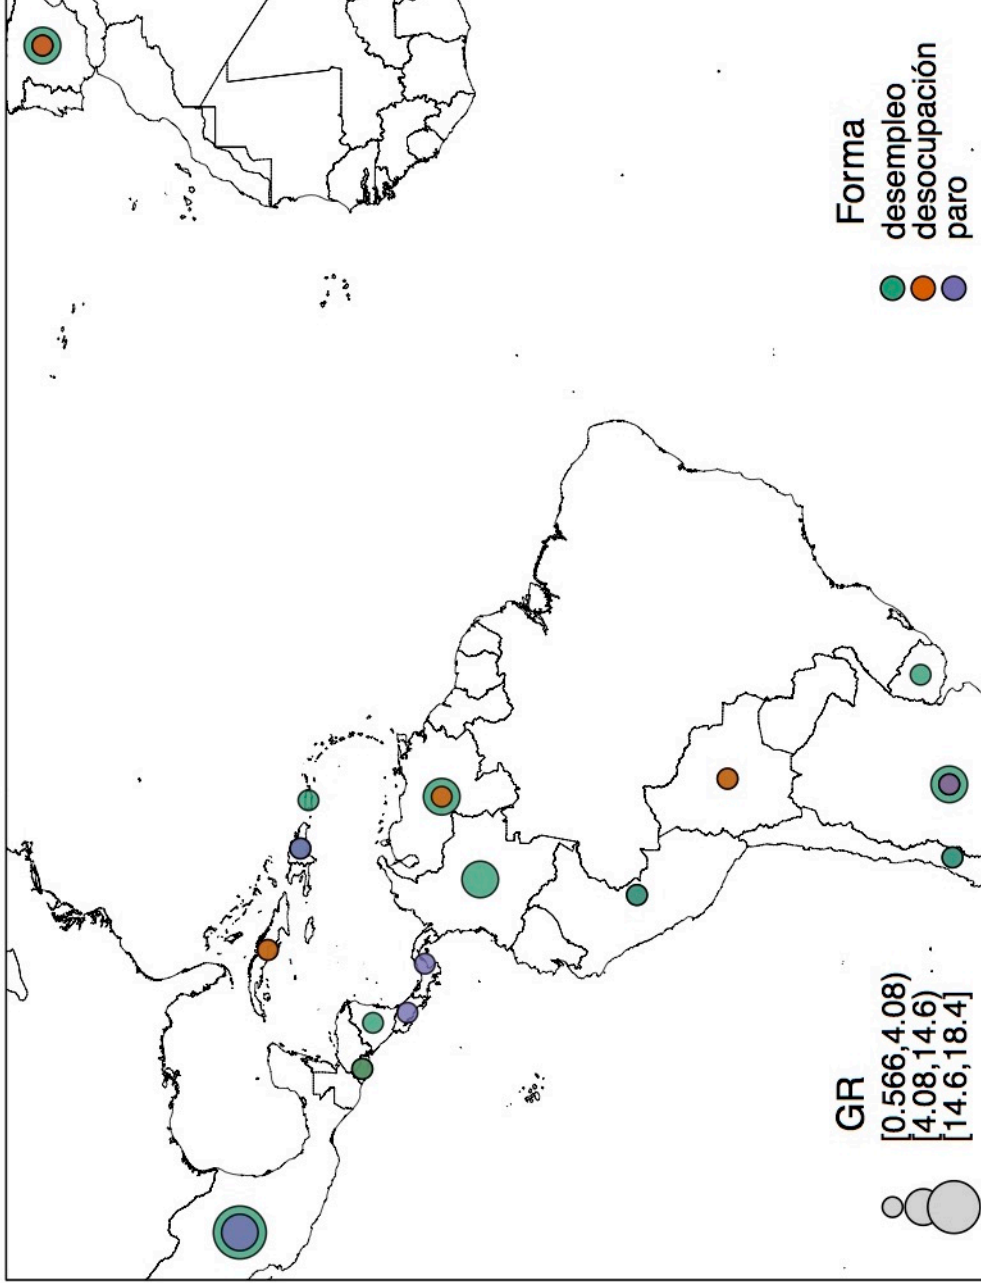 GR
[0.566,4.08)
[4.08,14.6)
[14.6,18.4]
Forma
desempleo
desocupación
paro